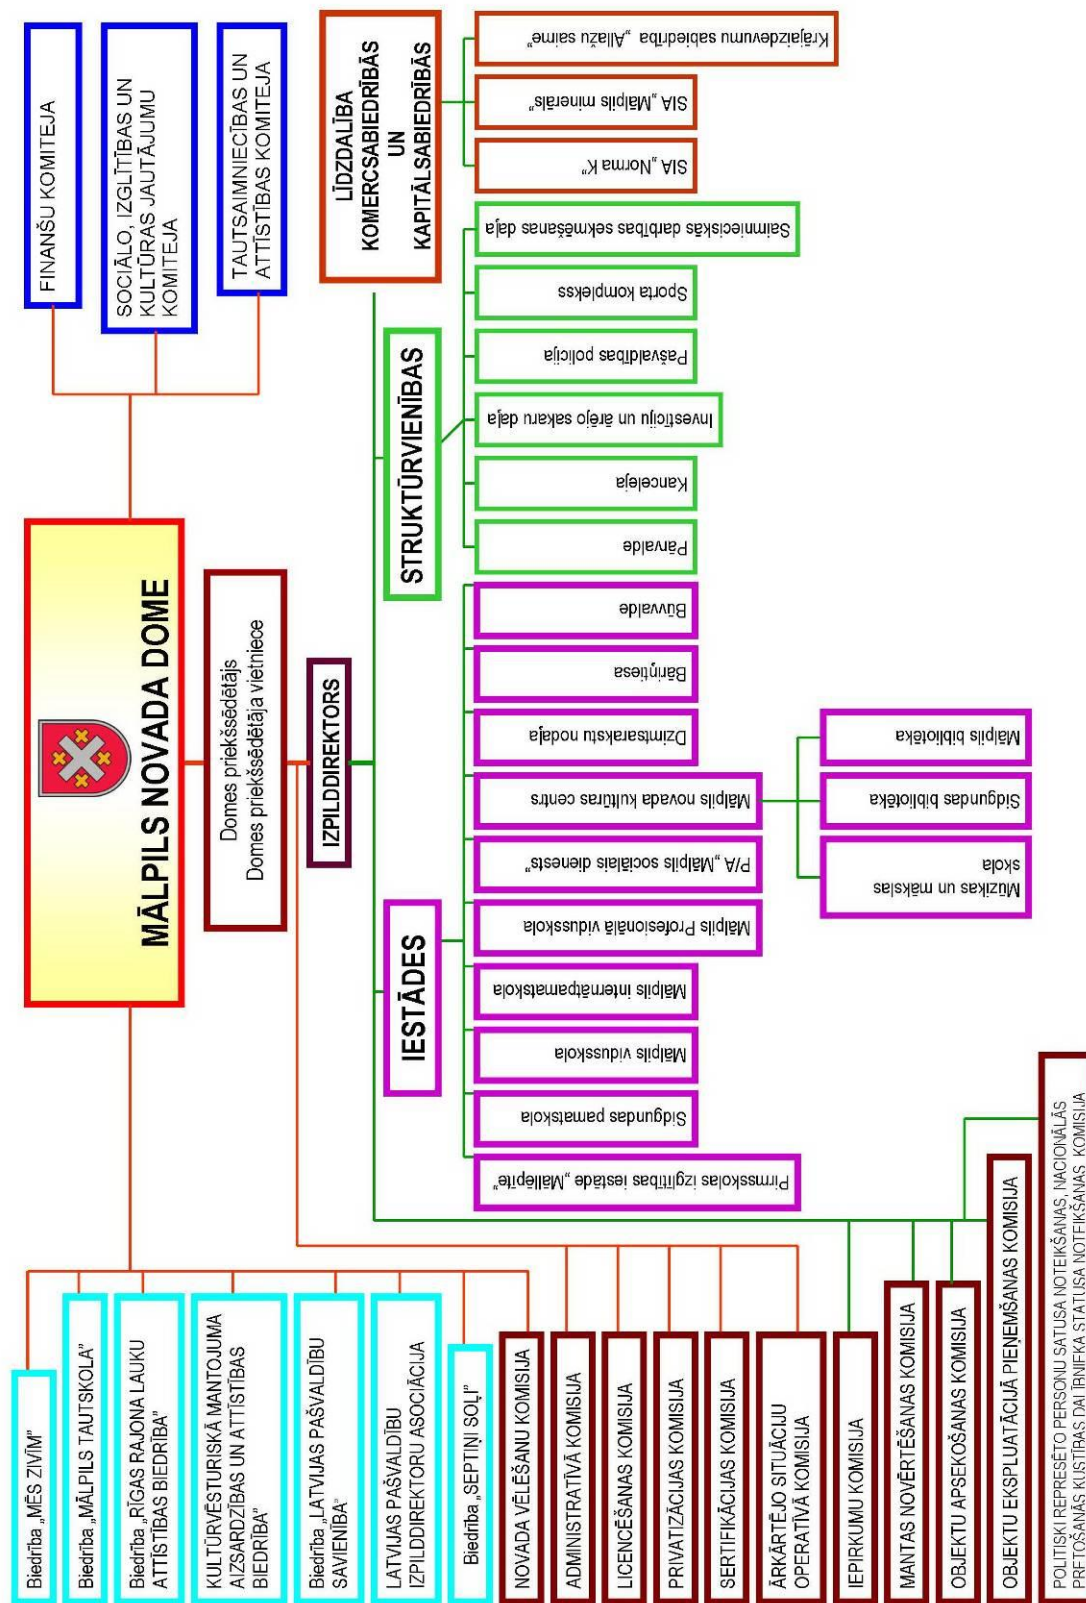 MĀLPILS NOVADA DOME
Domes priekšsēdētājs
Domes priekšsēdētāja vietniece
IZPILDDIREKTORS
FINANŠU KOMITEJA
SOCIĀLO, IZGLĪTĪBAS UN
KULTŪRAS JAUTĀJUMU
KOMITEJA
TAUTSAIMNIECĪBAS UN
ATTĪSTĪBAS KOMITEJA
Biedrība „MĒS ZIVĪM"
Biedrība „MĀLPILS TAUTSKOLA"
Biedrība „RĪGAS RAJONA LAUKU
ATTĪSTĪBAS BIEDRĪBA"
KULTŪRVĒSTURISKĀ MANTOJUMA
AIZSARDZĪBAS UN ATTĪSTĪBAS
BIEDRĪBA"
Biedrība „LATVIJAS PAŠVALDĪBU
SAVIENĪBA"
LATVIJAS PAŠVALDĪBU
IZPILDDIREKTORU ASOCIĀCIJA
Biedrība „SEPTIŅI SOĻI"
NOVADA VĒLĒŠANU KOMISIJA
ADMINISTRATĪVĀ KOMISIJA
LICENCĒŠANAS KOMISIJA
PRIVATIZĀCIJAS KOMISIJA
SERTIFIKĀCIJAS KOMISIJA
ĀRKĀRTĒJO SITUĀCIJU
OPERATĪVĀ KOMISIJA
IEPIRKUMU KOMISIJA
MANTAS NOVĒRTĒŠANAS KOMISIJA
OBJEKTU APSEKOŠANAS KOMISIJA
OBJEKTU EKSPLUATĀCIJĀ PIEŅEMŠANAS KOMISIJA
POLITISKI REPRESĒTO PERSONU SATUSA NOTEIKŠANAS, NACIONĀLĀS
PRETOŠANĀS KUSTĪBAS DALĪBNIEKA STATUSA NOTEIKŠANAS KOMISIJA
IESTĀDES
Pirmsskolas izglītības iestāde „Māllēpīte"
Sidgundas pamatskola
Mālpils vidusskola
Mālpils internātpamatskola
Mālpils Profesionālā vidusskola
P/A „Mālpils sociālais dienests"
Mālpils novada kultūras centrs
Dzimtsarakstu nodaļa
Bāriņtiesa
Būvvalde
Mūzikas un mākslas
skola
Sidgundas bibliotēka
Mālpils bibliotēka
STRUKTŪRVIENĪBAS
Pārvalde
Kanceleja
Investīciju un ārējo sakaru daļa
Pašvaldības policija
Sporta komplekss
Saimnieciskās darbības sekmēšanas daļa
LĪDZDALĪBA
KOMERCSABIEDRĪBĀS
UN
KAPITĀLSABIEDRĪBĀS
SIA „Norma K"
SIA „Mālpils minerāls"
Krājaizdevumu sabiedrība „Allažu saime"